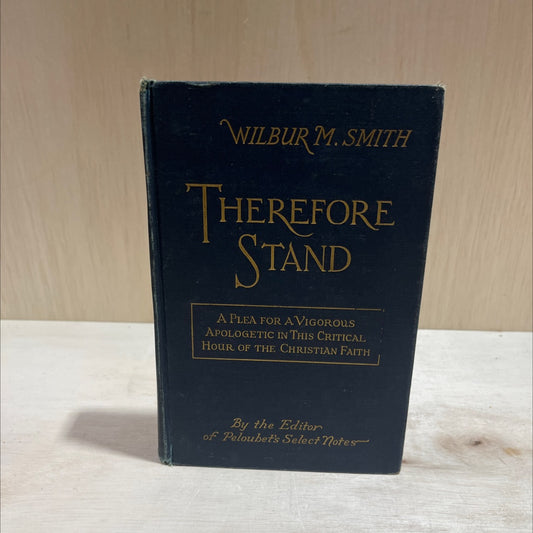 WILBUR M. SMITH
THEREFORE
STAND
A PLEA FOR A VIGOROUS
APOLOGETIC IN THIS CRITICAL
HOUR OF THE CHRISTIAN FAITH
By the Editor
of Peloubet's Select Notes